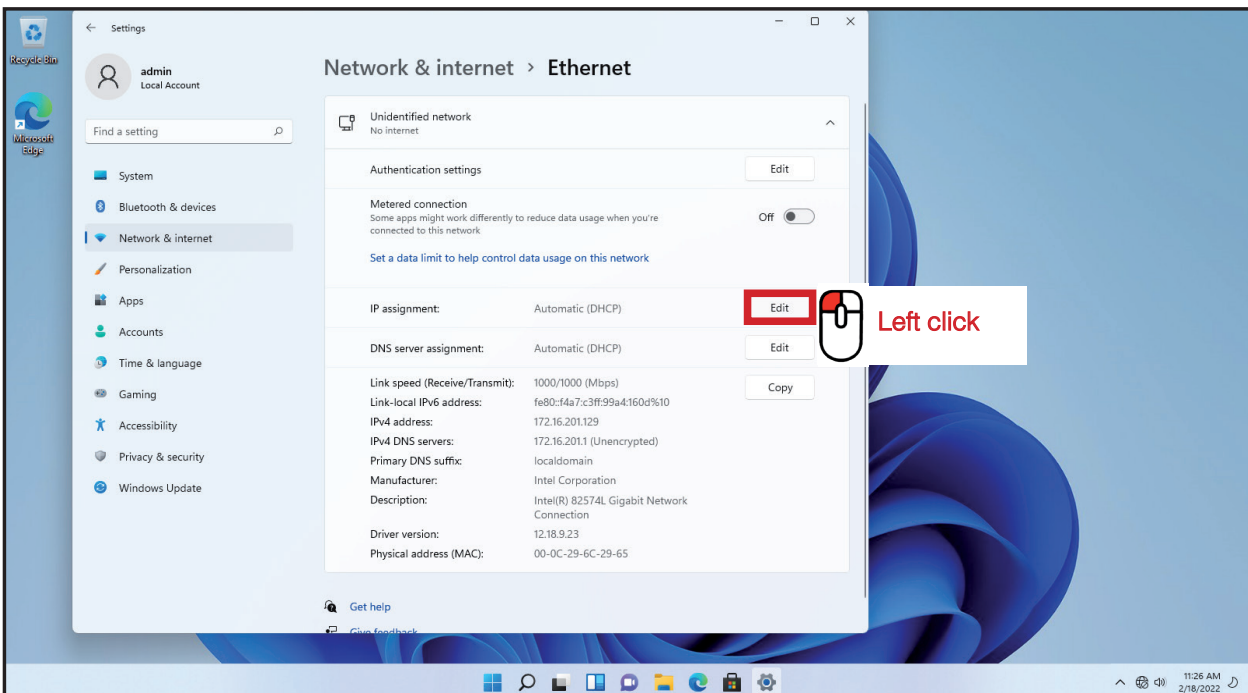 Recycle Bin
Microsoft
Edge
Settings
admin
Local Account
Find a setting
System
Bluetooth & devices
Network & internet
Personalization
Apps
Accounts
Time & language
Gaming
Accessibility
Privacy & security
Windows Update
Network & internet > Ethernet
Unidentified network
No internet
Authentication settings Edit
Metered connection
Some apps might work differently to reduce data usage when you're
connected to this network
Off
Set a data limit to help control data usage on this network
IP assignment: Automatic (DHCP) Edit
Left click
DNS server assignment: Automatic (DHCP) Edit
Link speed (Receive/Transmit): 1000/1000 (Mbps) Copy
Link-local IPv6 address: fe80::f4a7:c3ff:99a4:160d%10
IPv4 address: 172.16.201.129
IPv4 DNS servers: 172.16.201.1 (Unencrypted)
Primary DNS suffix: localdomain
Manufacturer: Intel Corporation
Description: Intel(R) 82574L Gigabit Network
Connection
Driver version: 12.18.9.23
Physical address (MAC): 00-0C-29-6C-29-65
Get help
Give feedback
11:26 AM
2/18/2022